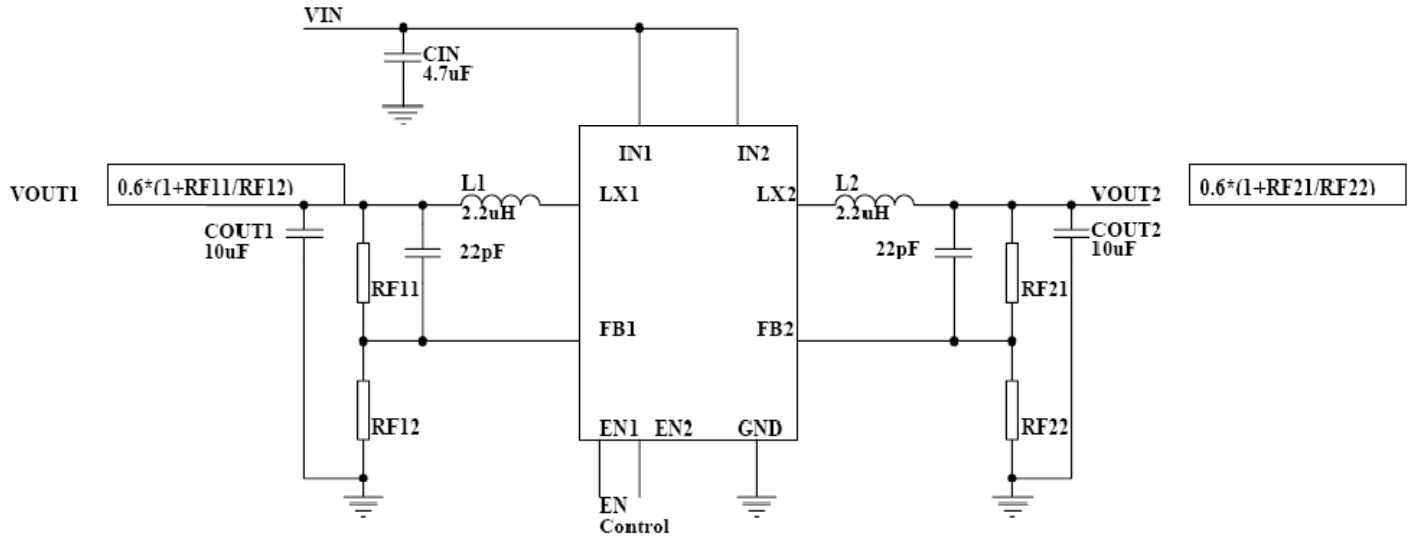 VIN
CIN
4.7uF
IN1 IN2
VOUT1
0.6*(1+RF11/RF12)
L1
2.2uH
LX1
LX2
L2
2.2uH
VOUT2
0.6*(1+RF21/RF22)
COUT1
10uF
22pF
22pF
COUT2
10uF
RF11
RF21
FB1
FB2
RF12
EN1 EN2 GND
RF22
EN
Control